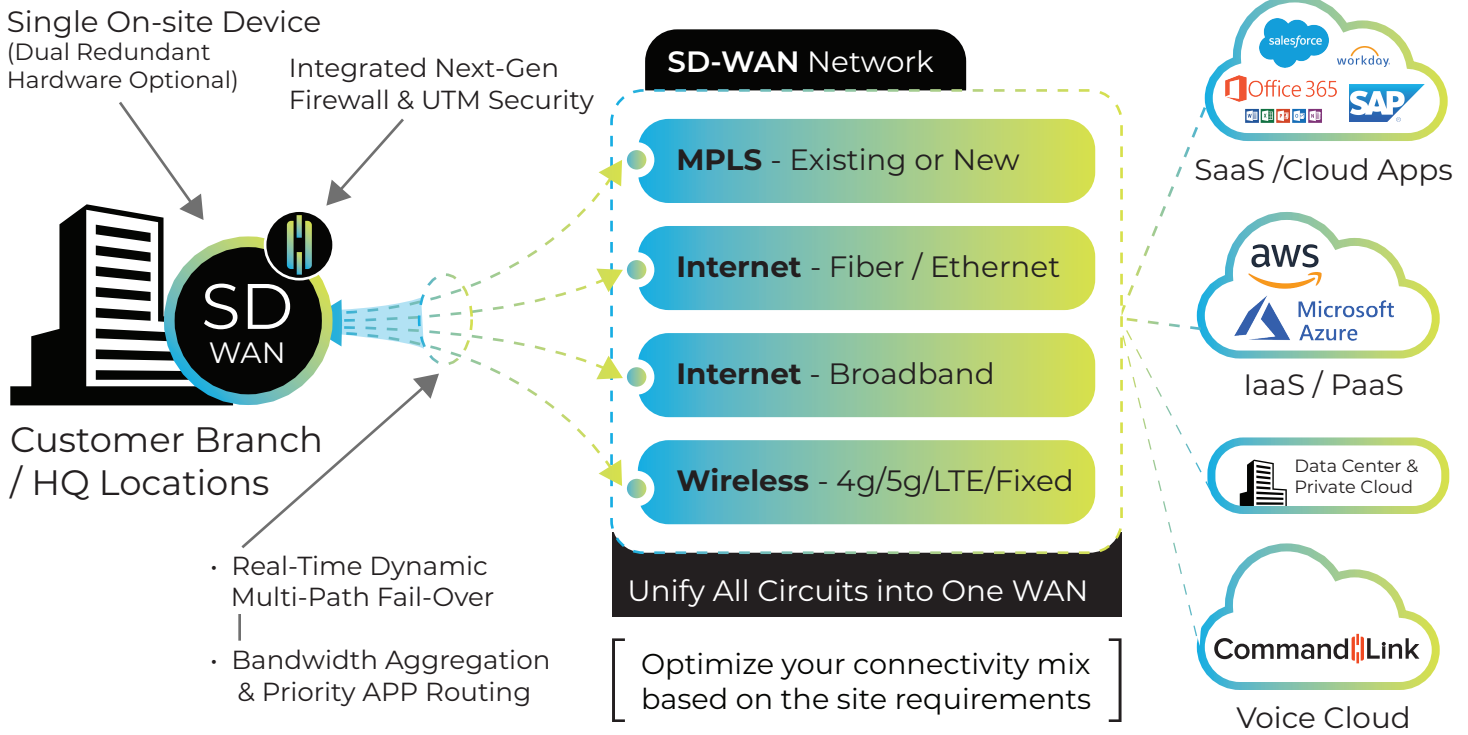 Single On-site Device
(Dual Redundant
Hardware Optional)
Integrated Next-Gen
Firewall & UTM Security
SD
WAN
Customer Branch
/ HQ Locations
· Real-Time Dynamic
Multi-Path Fail-Over
· Bandwidth Aggregation
& Priority APP Routing
SD-WAN Network
MPLS - Existing or New
Internet - Fiber / Ethernet
Internet - Broadband
Wireless - 4g/5g/LTE/Fixed
Unify All Circuits into One WAN
Optimize your connectivity mix
based on the site requirements
salesforce
workday.
Office 365
SAP
SaaS /Cloud Apps
aws
Microsoft
Azure
IaaS / PaaS
Data Center &
Private Cloud
Command Link
Voice Cloud